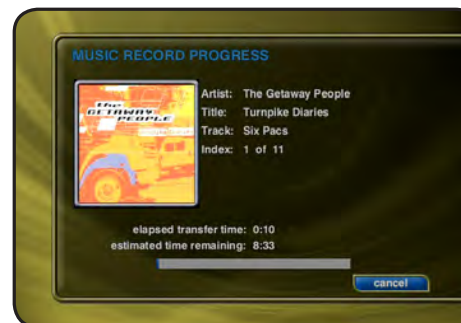 MUSIC RECORD PROGRESS
the
GETAWAY
PEOPLE
Artist: The Getaway People
Title: Turnpike Diaries
Track: Six Pacs
Index: 1 of 11
elapsed transfer time: 0:10
estimated time remaining: 8:33
cancel